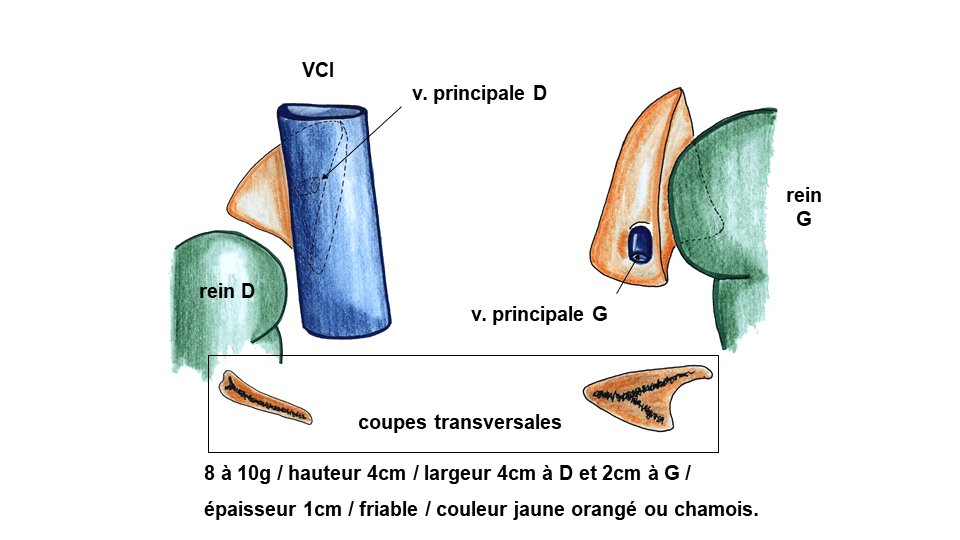 VCI
v. principale D
rein
G
rein D
v. principale G
coupes transversales
8 à 10g / hauteur 4cm / largeur 4cm à D et 2cm à G /
épaisseur 1cm / friable / couleur jaune orangé ou chamois.